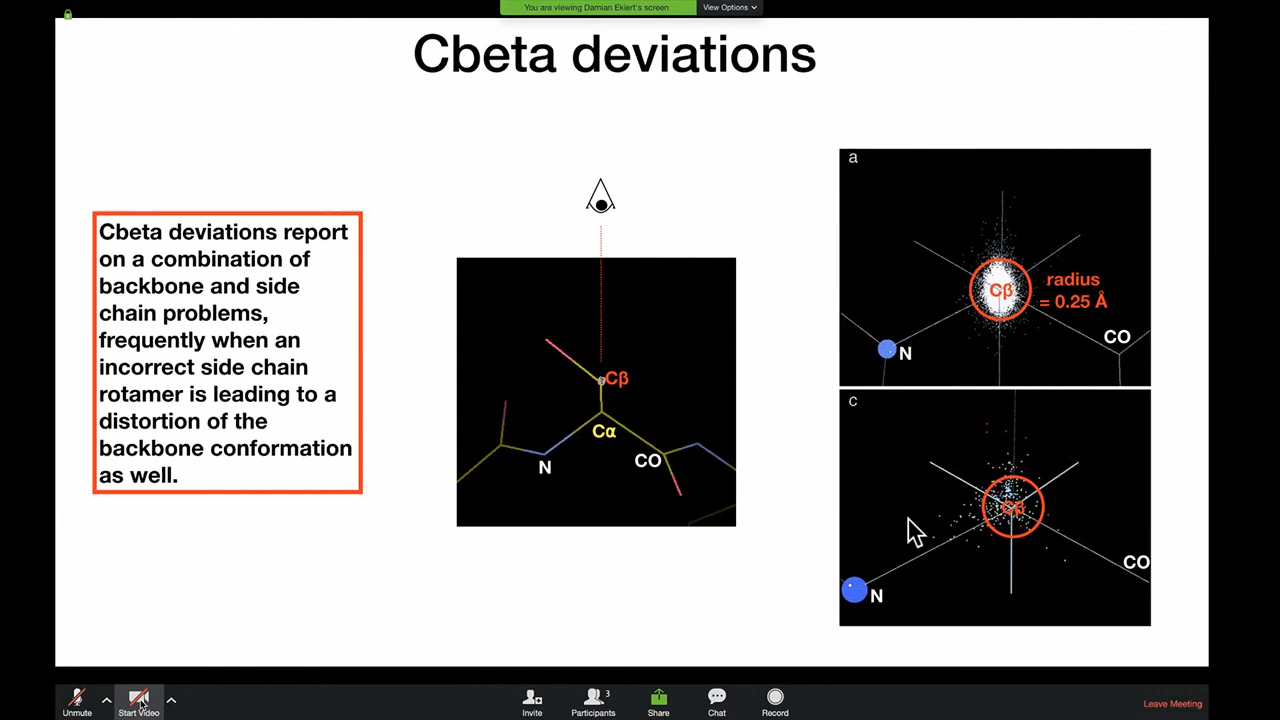 You are viewing Damian Ekiert's screen
View Options
Cbeta deviations
Cbeta deviations report
on a combination of
backbone and side
chain problems,
frequently when an
incorrect side chain
rotamer is leading to a
distortion of the
backbone conformation
as well.
Cβ
Cα
N
CO
a
Cβ
radius
= 0.25 Å
N
CO
c
Cβ
N
CO
Unmute
Start Video
Invite
3
Participants
Share
Chat
Record
Leave Meeting